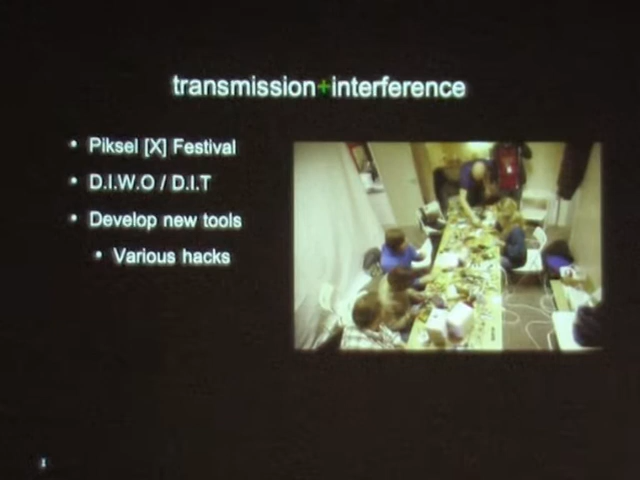 transmission+interference
• Piksel [X] Festival
• D.I.W.O / D.I.T
• Develop new tools
• Various hacks